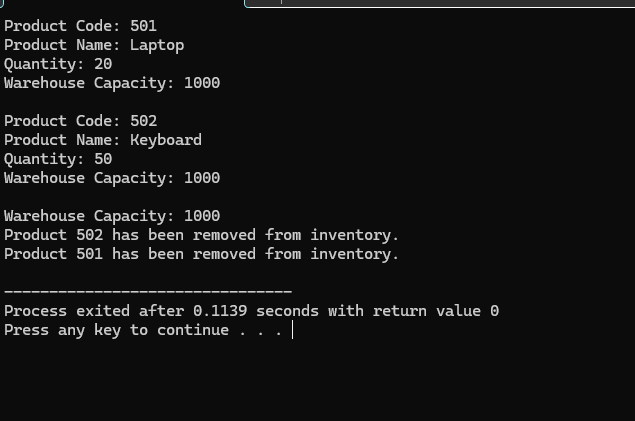 Product Code: 501
Product Name: Laptop
Quantity: 20
Warehouse Capacity: 1000

Product Code: 502
Product Name: Keyboard
Quantity: 50
Warehouse Capacity: 1000

Warehouse Capacity: 1000
Product 502 has been removed from inventory.
Product 501 has been removed from inventory.

--------------------------------
Process exited after 0.1139 seconds with return value 0
Press any key to continue . . .